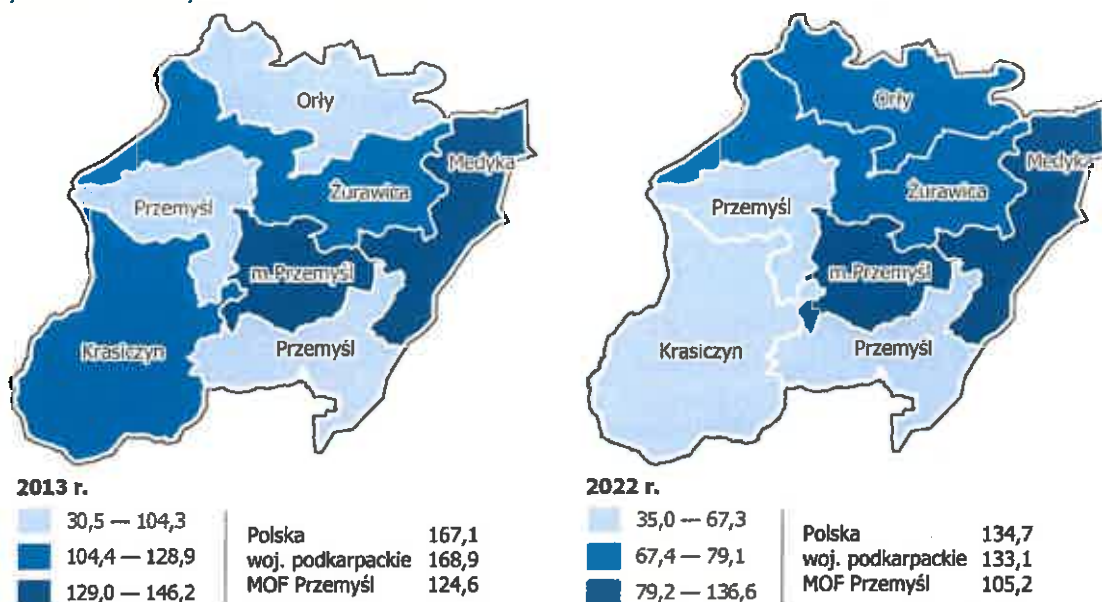 Orły
Medyka
Żurawica
Przemyśl
m.Przemyśl
Krasiczyn
Przemyśl
2013 r.
30,5 — 104,3
104,4 — 128,9
129,0 — 146,2
Polska 167,1
woj. podkarpackie 168,9
MOF Przemyśl 124,6
Orły
Medyka
Żurawica
Przemyśl
m.Przemyśl
Krasiczyn
Przemyśl
2022 r.
35,0 — 67,3
67,4 — 79,1
79,2 — 136,6
Polska 134,7
woj. podkarpackie 133,1
MOF Przemyśl 105,2